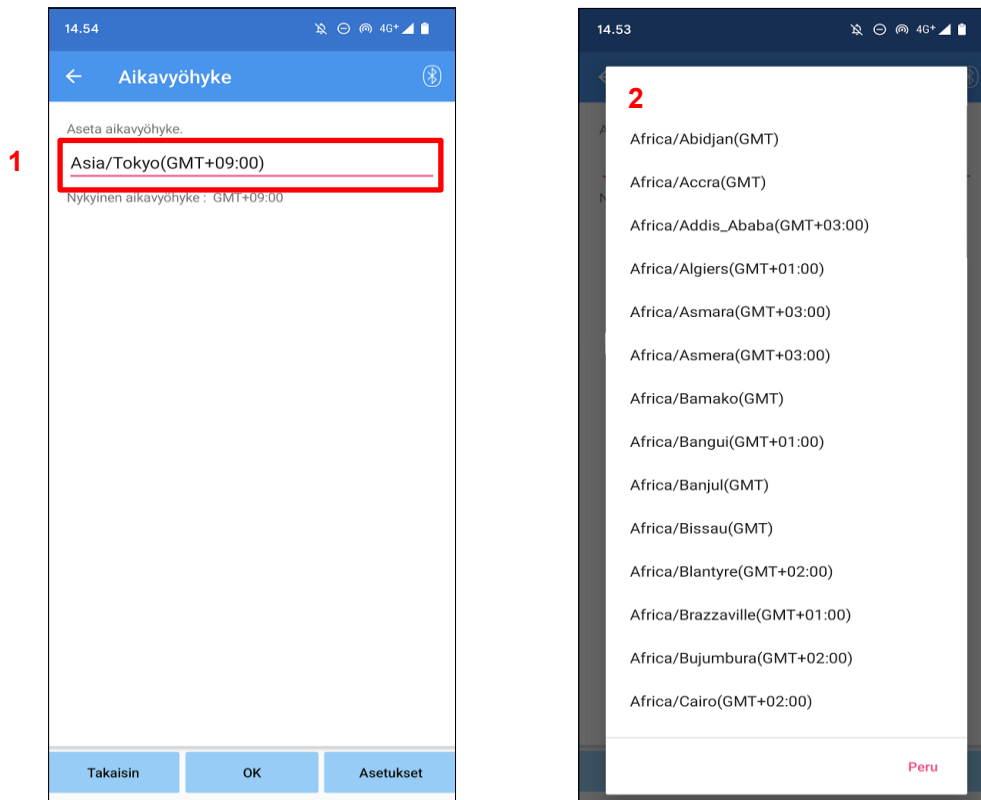 14.54
4G+
Aikavyöhyke
Aseta aikavyöhyke.
1
Asia/Tokyo(GMT+09:00)
Nykyinen aikavyöhyke : GMT+09:00
Takaisin
OK
Asetukset
14.53
4G+
2
A
N
Africa/Abidjan(GMT)
Africa/Accra(GMT)
Africa/Addis_Ababa(GMT+03:00)
Africa/Algiers(GMT+01:00)
Africa/Asmara(GMT+03:00)
Africa/Asmera(GMT+03:00)
Africa/Bamako(GMT)
Africa/Bangui(GMT+01:00)
Africa/Banjul(GMT)
Africa/Bissau(GMT)
Africa/Blantyre(GMT+02:00)
Africa/Brazzaville(GMT+01:00)
Africa/Bujumbura(GMT+02:00)
Africa/Cairo(GMT+02:00)
Peru